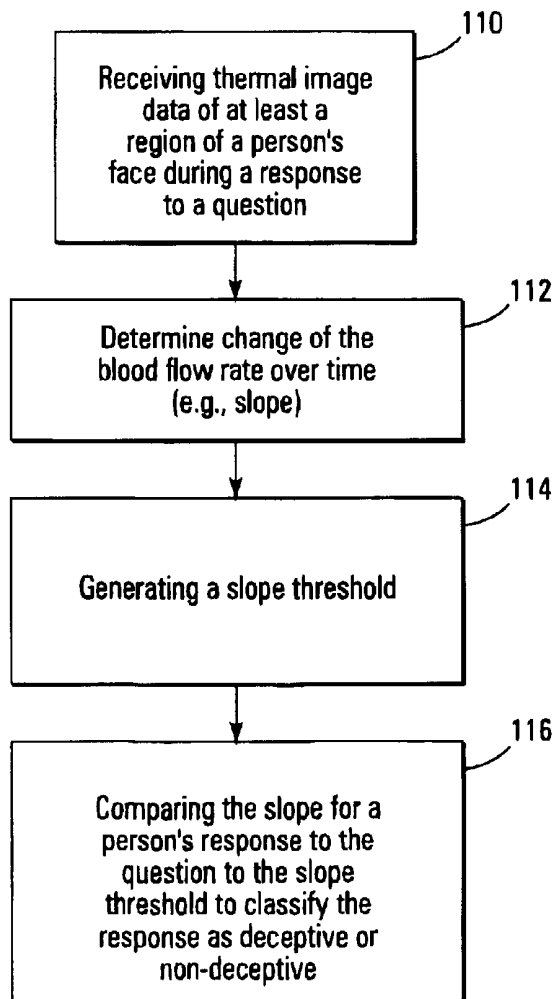 110
Receiving thermal image
data of at least a
region of a person's
face during a response
to a question
112
Determine change of the
blood flow rate over time
(e.g., slope)
114
Generating a slope threshold
116
Comparing the slope for a
person's response to the
question to the slope
threshold to classify the
response as deceptive or
non-deceptive